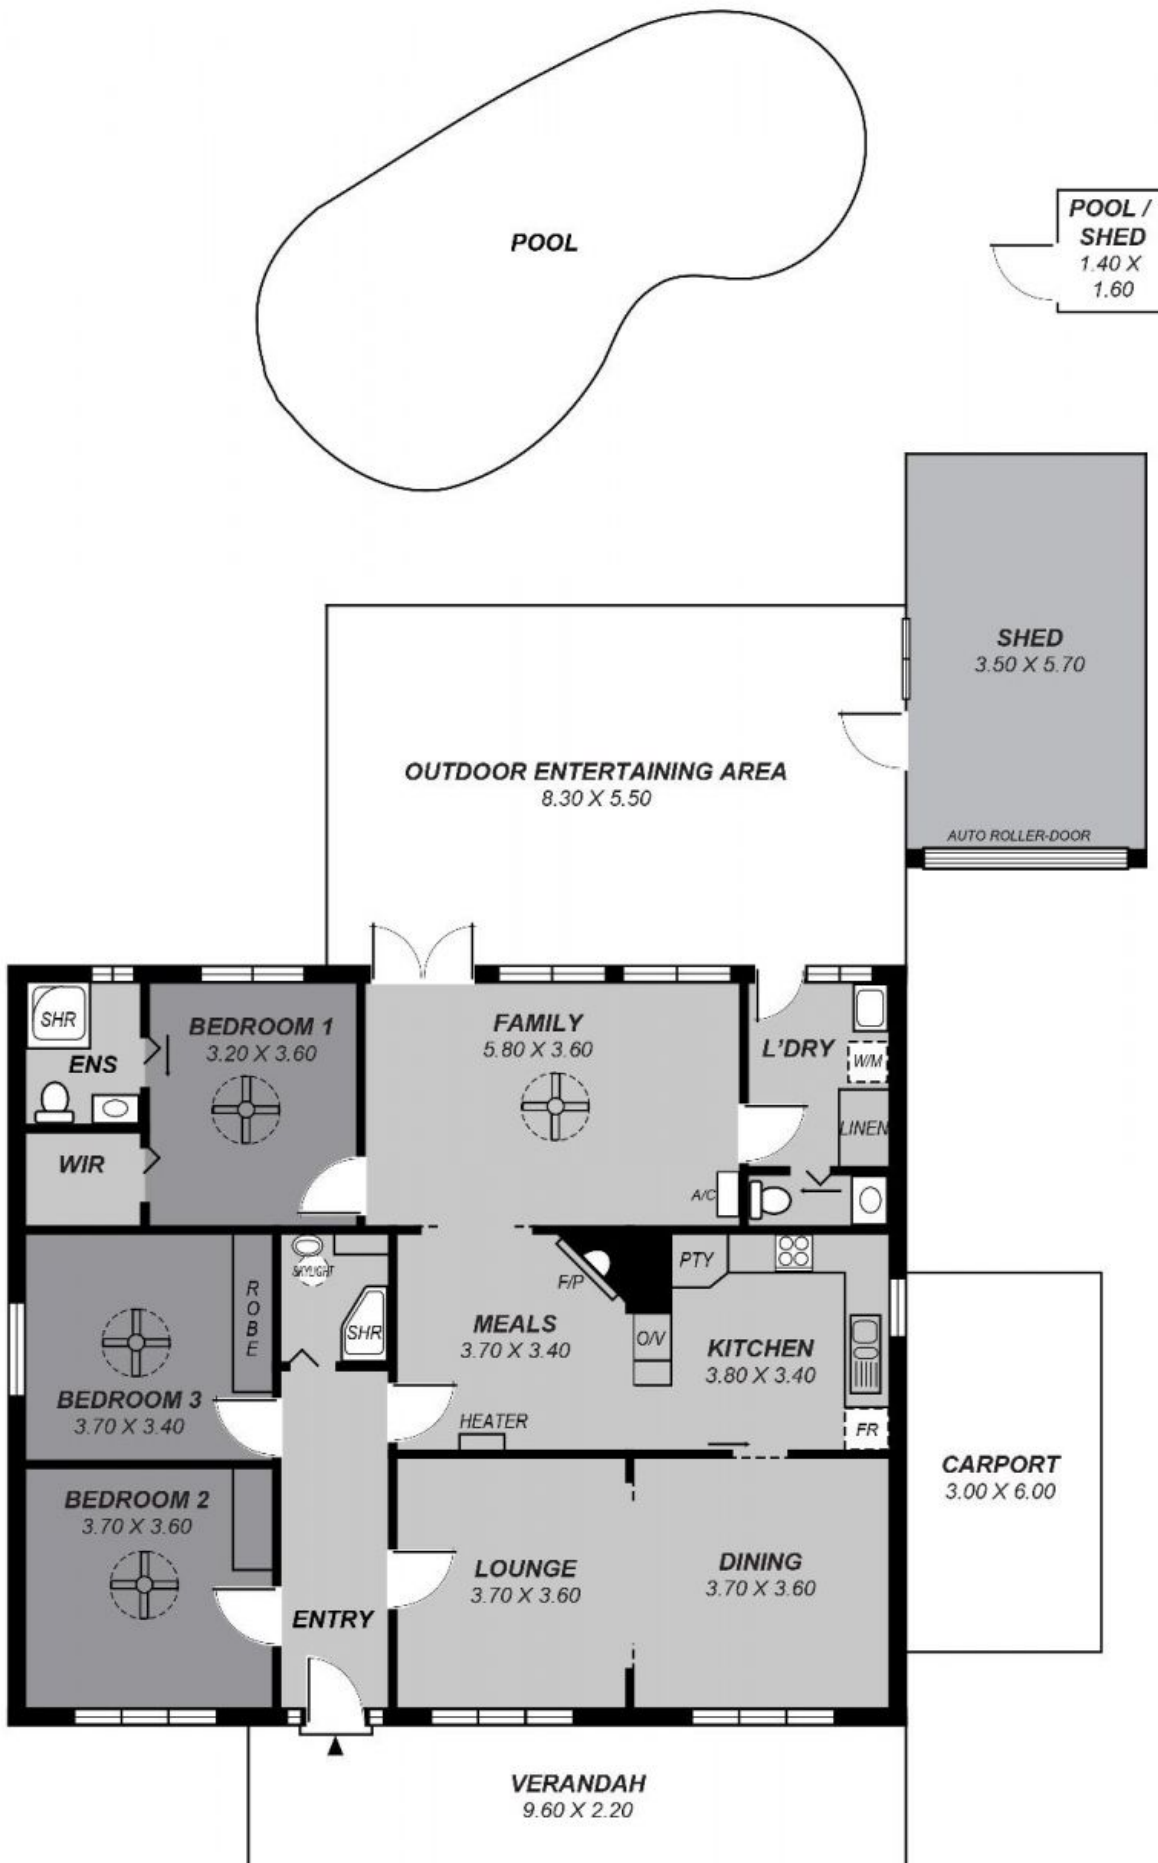 POOL
POOL /
SHED
1.40 X
1.60
SHED
3.50 X 5.70
AUTO ROLLER-DOOR
OUTDOOR ENTERTAINING AREA
8.30 X 5.50
SHR
ENS
BEDROOM 1
3.20 X 3.60
FAMILY
5.80 X 3.60
L'DRY
W/M
LINEN
WIR
A/C
ROBE
SKYLIGHT
SHR
F/P
PTY
O/V
MEALS
3.70 X 3.40
KITCHEN
3.80 X 3.40
BEDROOM 3
3.70 X 3.40
HEATER
FR
CARPORT
3.00 X 6.00
BEDROOM 2
3.70 X 3.60
LOUNGE
3.70 X 3.60
DINING
3.70 X 3.60
ENTRY
VERANDAH
9.60 X 2.20